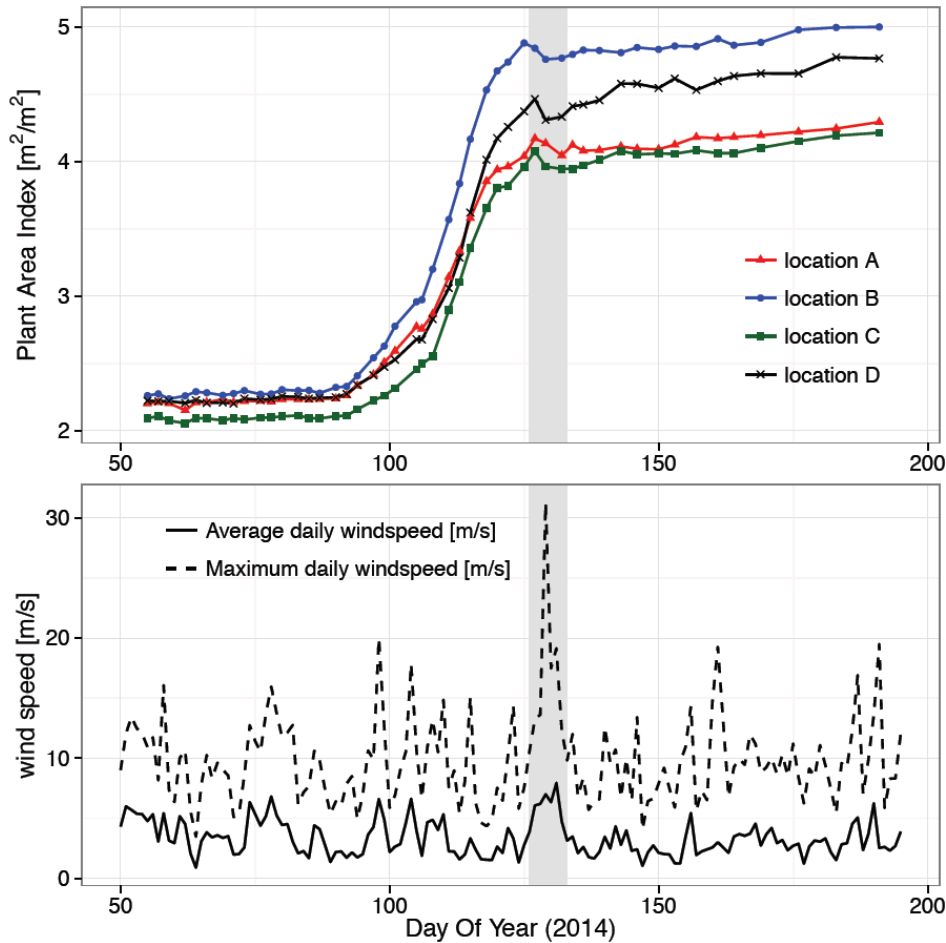 Plant Area Index [m²/m²]
5
4
3
2
location A
location B
location C
location D
50
100
150
200
wind speed [m/s]
30
20
10
0
Average daily windspeed [m/s]
Maximum daily windspeed [m/s]
50
100
150
200
Day Of Year (2014)